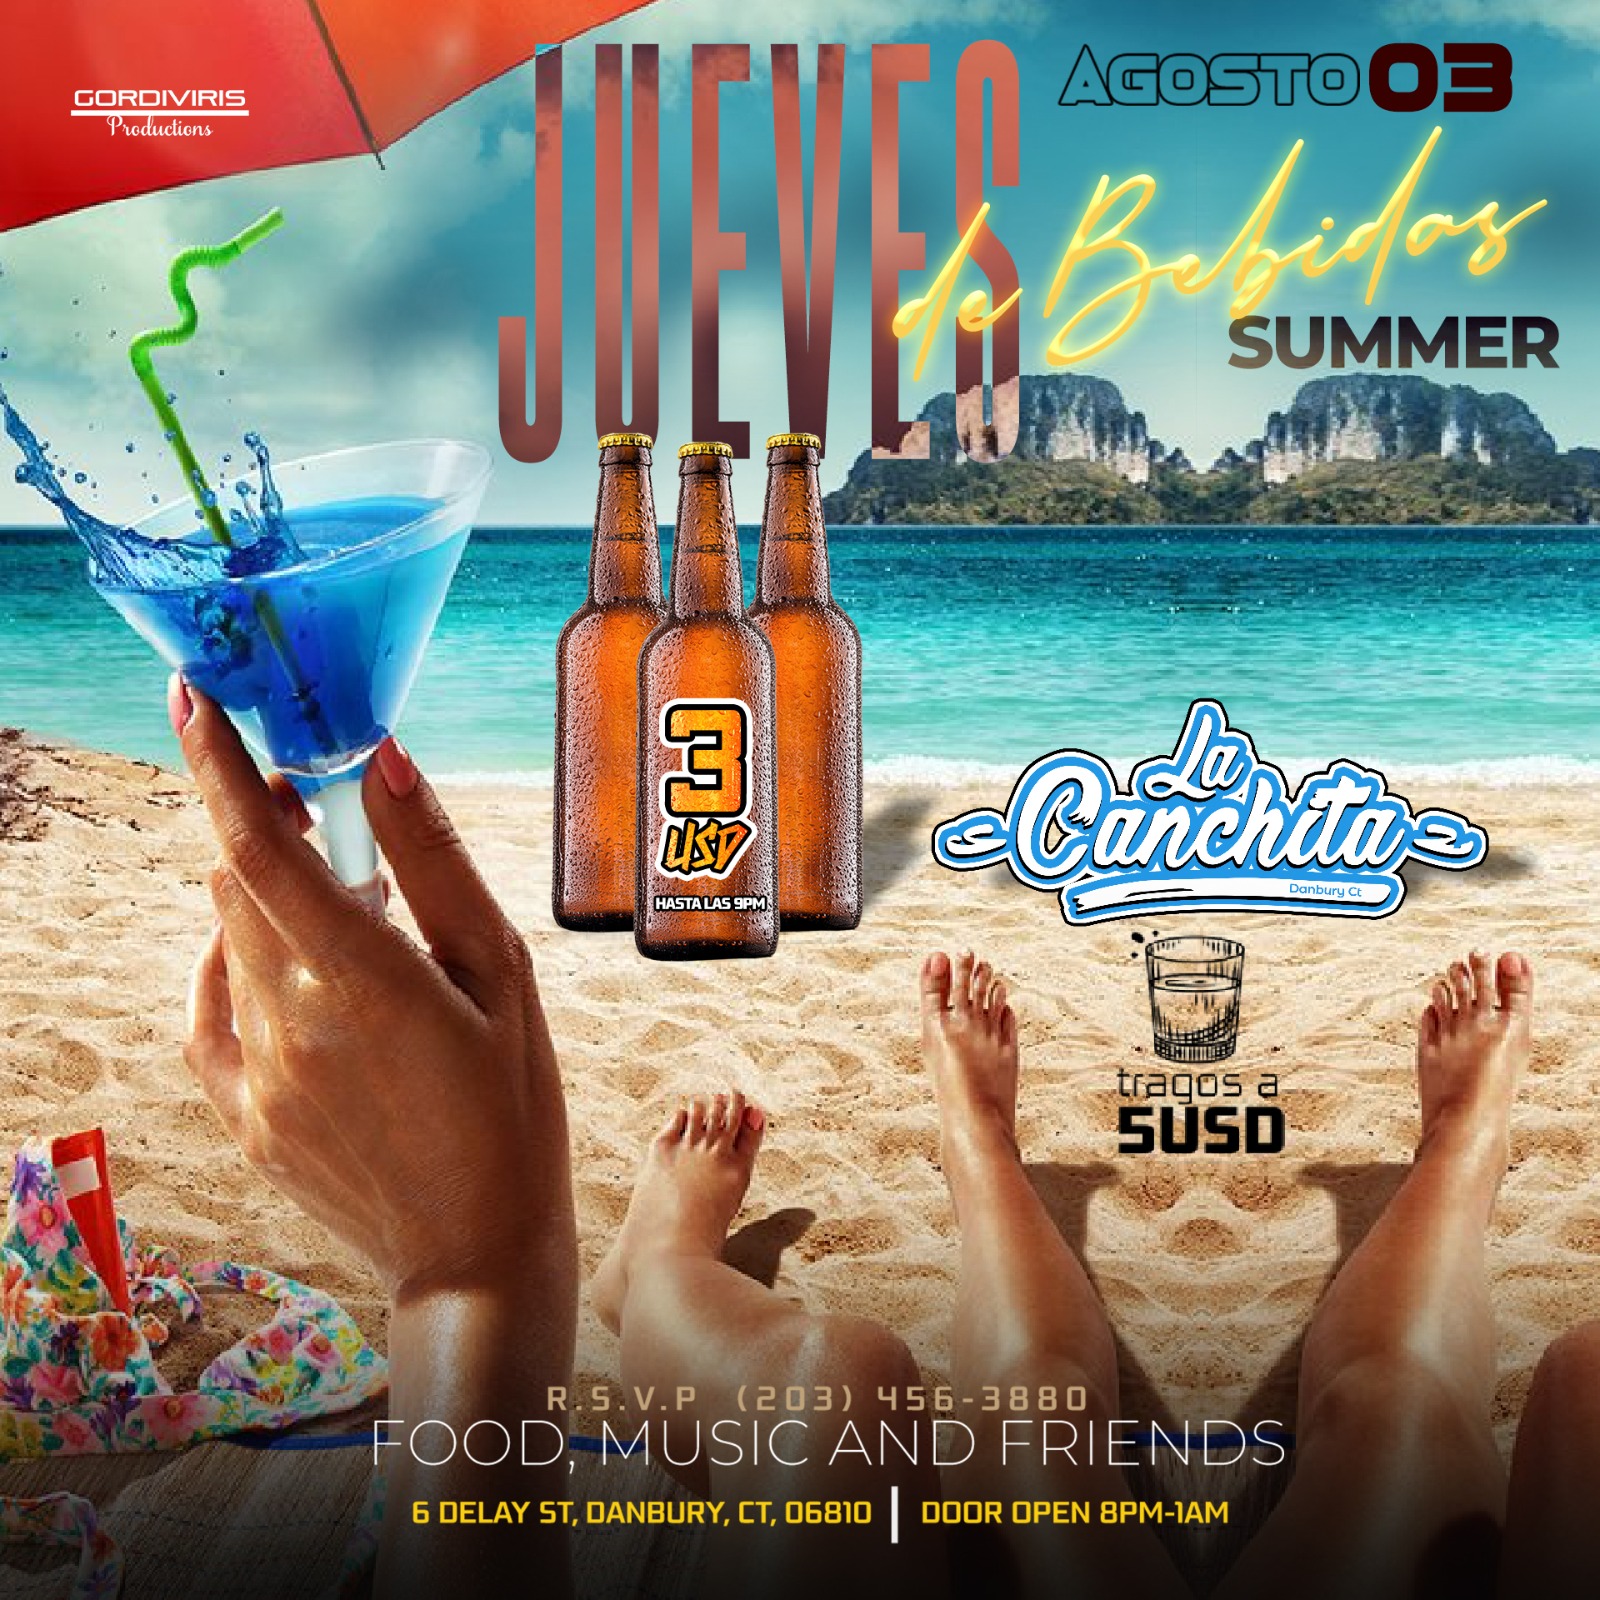 GORDIVIRIS
Productions
JUEVES
AGOSTO 03
de Bebidas
SUMMER
3
USD
HASTA LAS 9PM
La
Canchita
Danbury Ct
tragos a
5USD
R.S.V.P (203) 456-3880
FOOD, MUSIC AND FRIENDS
6 DELAY ST, DANBURY, CT, 06810 | DOOR OPEN 8PM-1AM